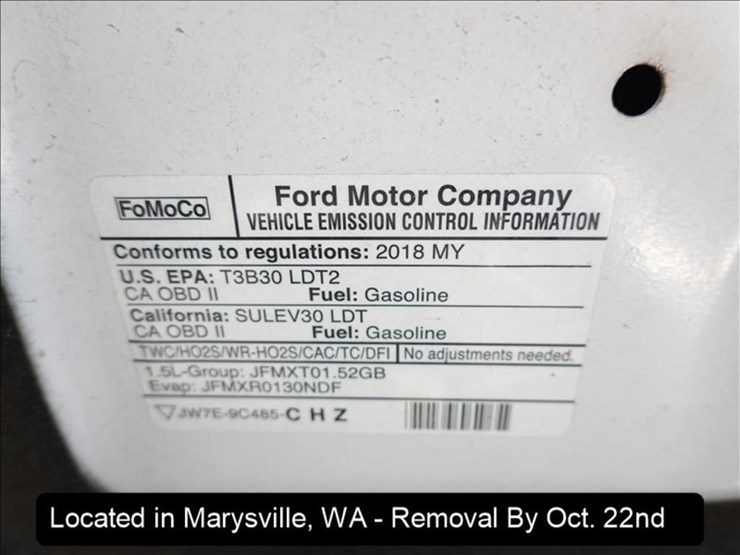 FoMoCo
Ford Motor Company
VEHICLE EMISSION CONTROL INFORMATION
Conforms to regulations: 2018 MY
U.S. EPA: T3B30 LDT2
CA OBD II Fuel: Gasoline
California: SULEV30 LDT
CA OBD II Fuel: Gasoline
TWC/HO2S/WR-HO2S/CAC/TC/DFI No adjustments needed.
1.5L-Group: JFMXT01.52GB
Evap: JFMXR0130NDF
JW7E-9C485-C H Z
Located in Marysville, WA - Removal By Oct. 22nd